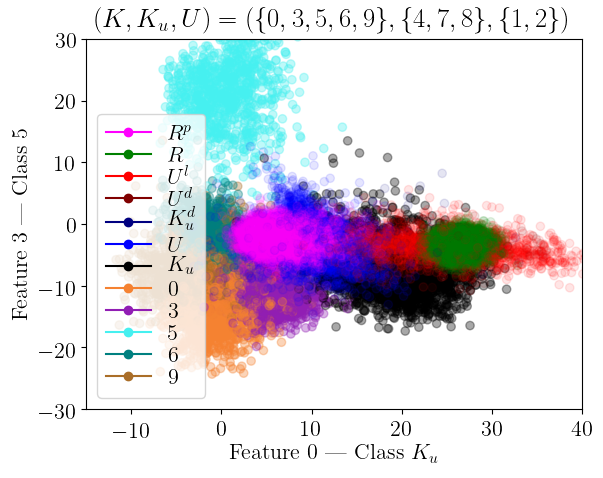 (K, K_u, U) = ({0, 3, 5, 6, 9}, {4, 7, 8}, {1, 2})
Feature 3 — Class 5
30
20
10
0
−10
−20
−30
R^p
R
U^l
U^d
K_u^d
U
K_u
0
3
5
6
9
−10 0 10 20 30 40
Feature 0 — Class K_u